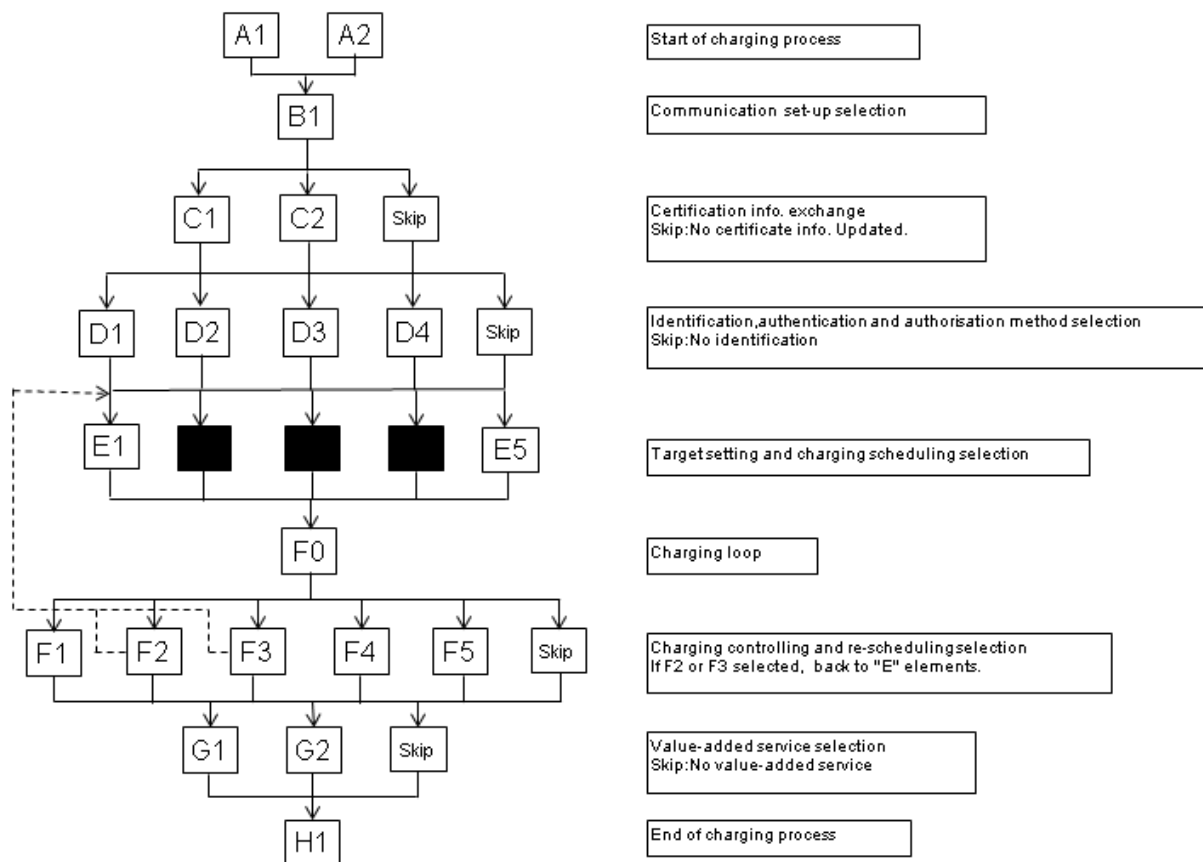 A1 A2 Start of charging process
B1 Communication set-up selection
C1 C2 Skip Certification info. exchange
Skip:No certificate info. Updated.
D1 D2 D3 D4 Skip Identification,authentication and authorisation method selection
Skip:No identification
E1 E5 Target setting and charging scheduling selection
F0 Charging loop
F1 F2 F3 F4 F5 Skip Charging controlling and re-scheduling selection
If F2 or F3 selected, back to "E" elements.
G1 G2 Skip Value-added service selection
Skip:No value-added service
H1 End of charging process